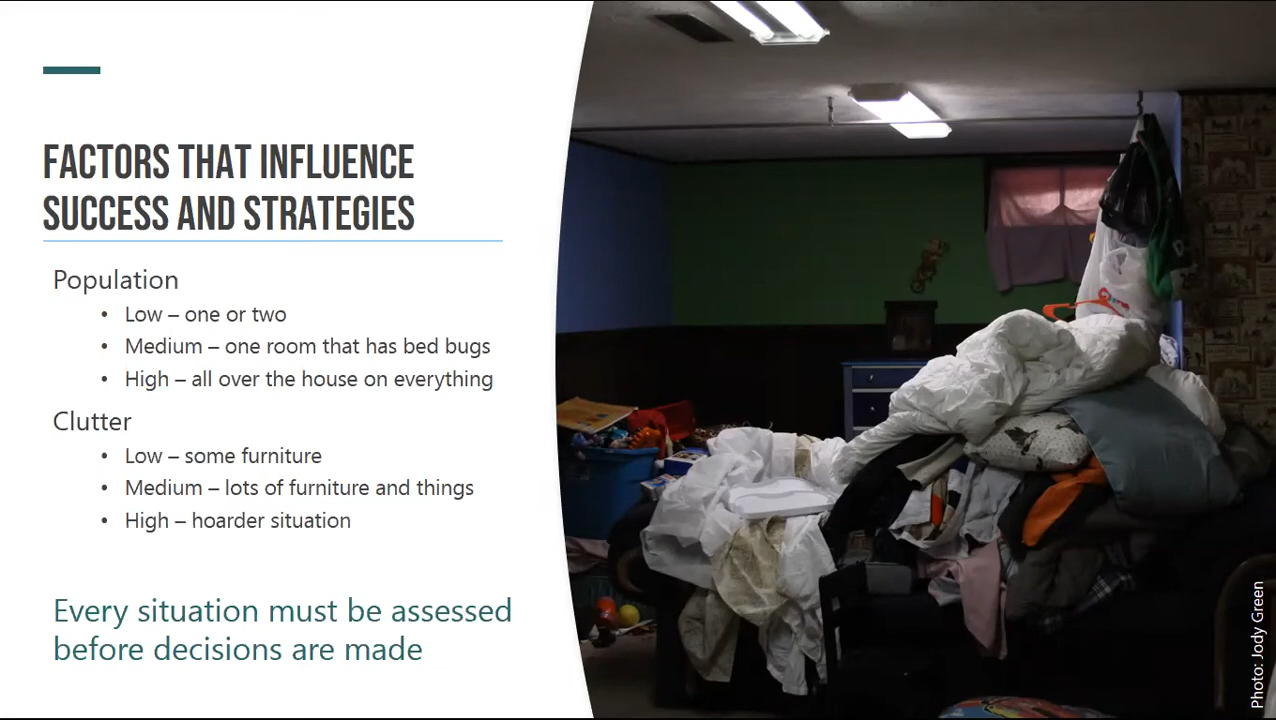 FACTORS THAT INFLUENCE
SUCCESS AND STRATEGIES
Population
• Low – one or two
• Medium – one room that has bed bugs
• High – all over the house on everything
Clutter
• Low – some furniture
• Medium – lots of furniture and things
• High – hoarder situation
Every situation must be assessed
before decisions are made
Photo: Jody Green